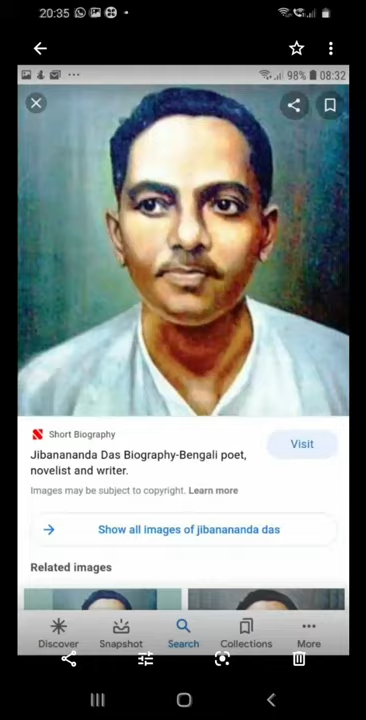 20:35
98% 08:32
Short Biography
Jibanananda Das Biography-Bengali poet,
novelist and writer.
Visit
Images may be subject to copyright. Learn more
Show all images of jibanananda das
Related images
Discover Snapshot Search Collections More